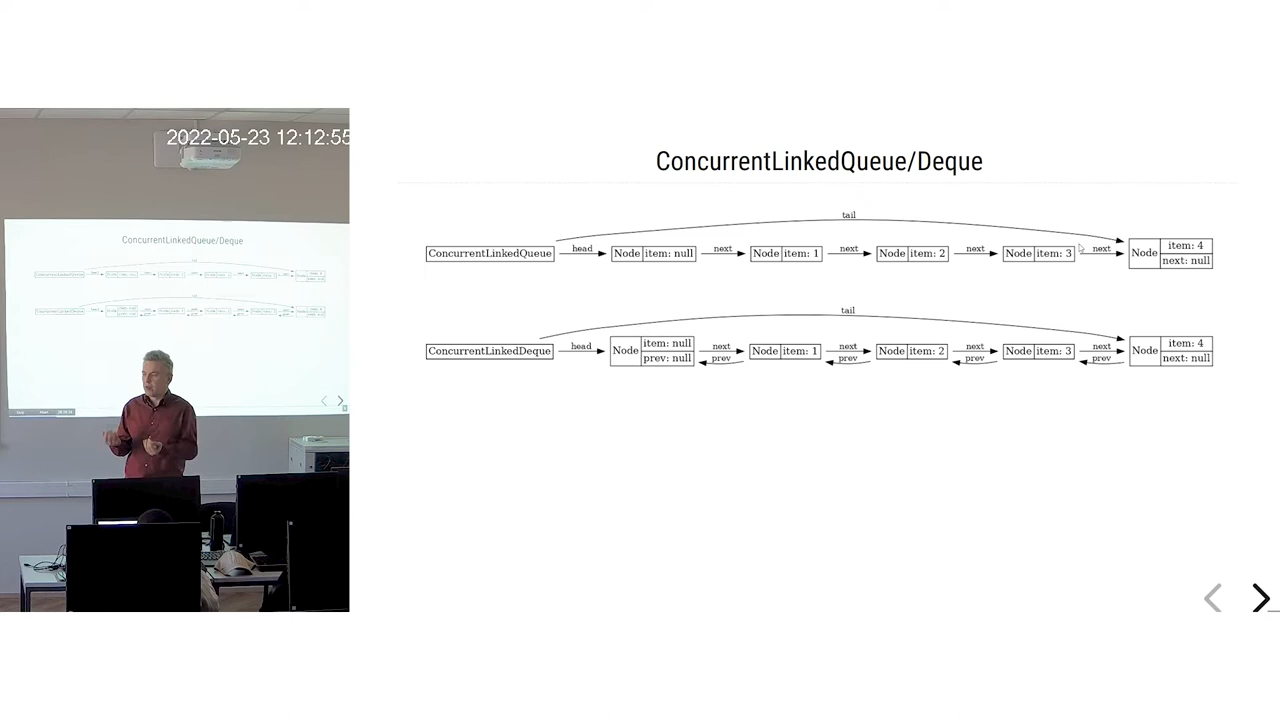 2022-05-23 12:12:55
ConcurrentLinkedQueue/Deque
tail
ConcurrentLinkedQueue head Node item: null next Node item: 1 next Node item: 2 next Node item: 3 next Node item: 4
next: null
tail
ConcurrentLinkedDeque head Node item: null next Node item: 1 next Node item: 2 next Node item: 3 next Node item: 4
prev: null prev prev prev prev next: null
ConcurrentLinkedQueue/Deque